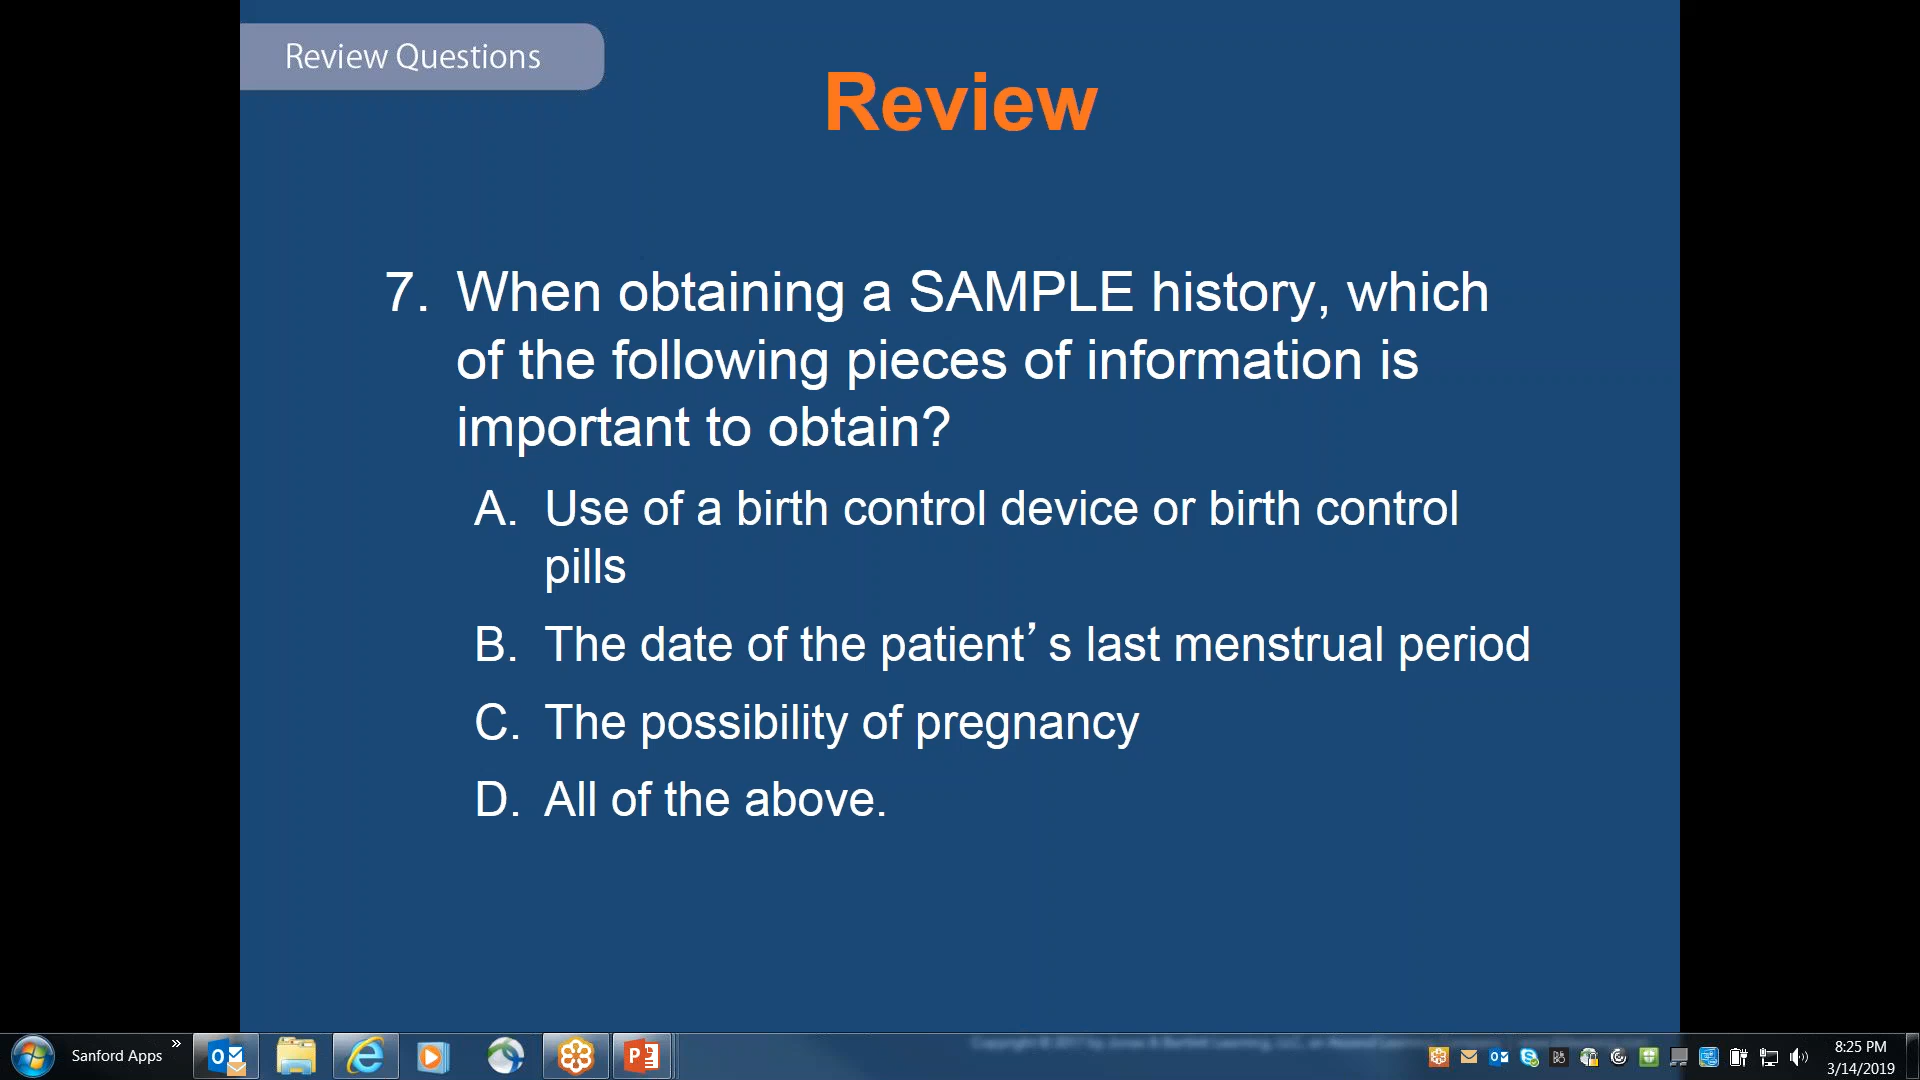 Review Questions
Review
7. When obtaining a SAMPLE history, which
of the following pieces of information is
important to obtain?
A. Use of a birth control device or birth control
pills
B. The date of the patient’s last menstrual period
C. The possibility of pregnancy
D. All of the above.
Sanford Apps »
8:25 PM
3/14/2019